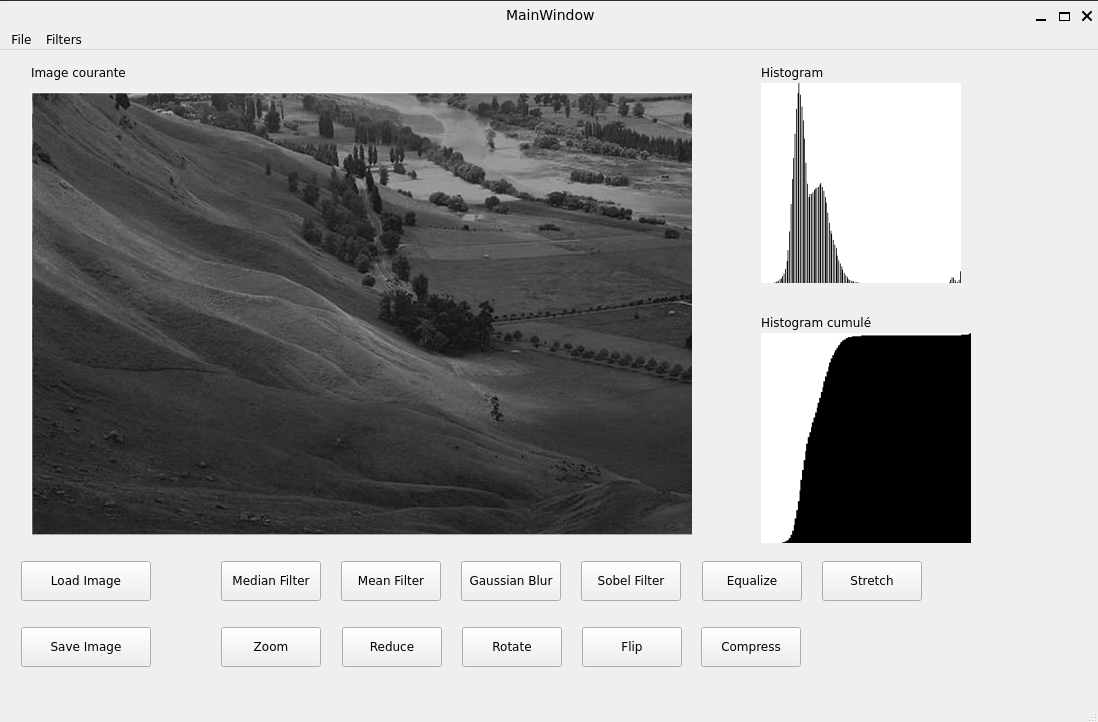 MainWindow
File Filters
Image courante
Histogram
Histogram cumulé
Load Image Median Filter Mean Filter Gaussian Blur Sobel Filter Equalize Stretch
Save Image Zoom Reduce Rotate Flip Compress